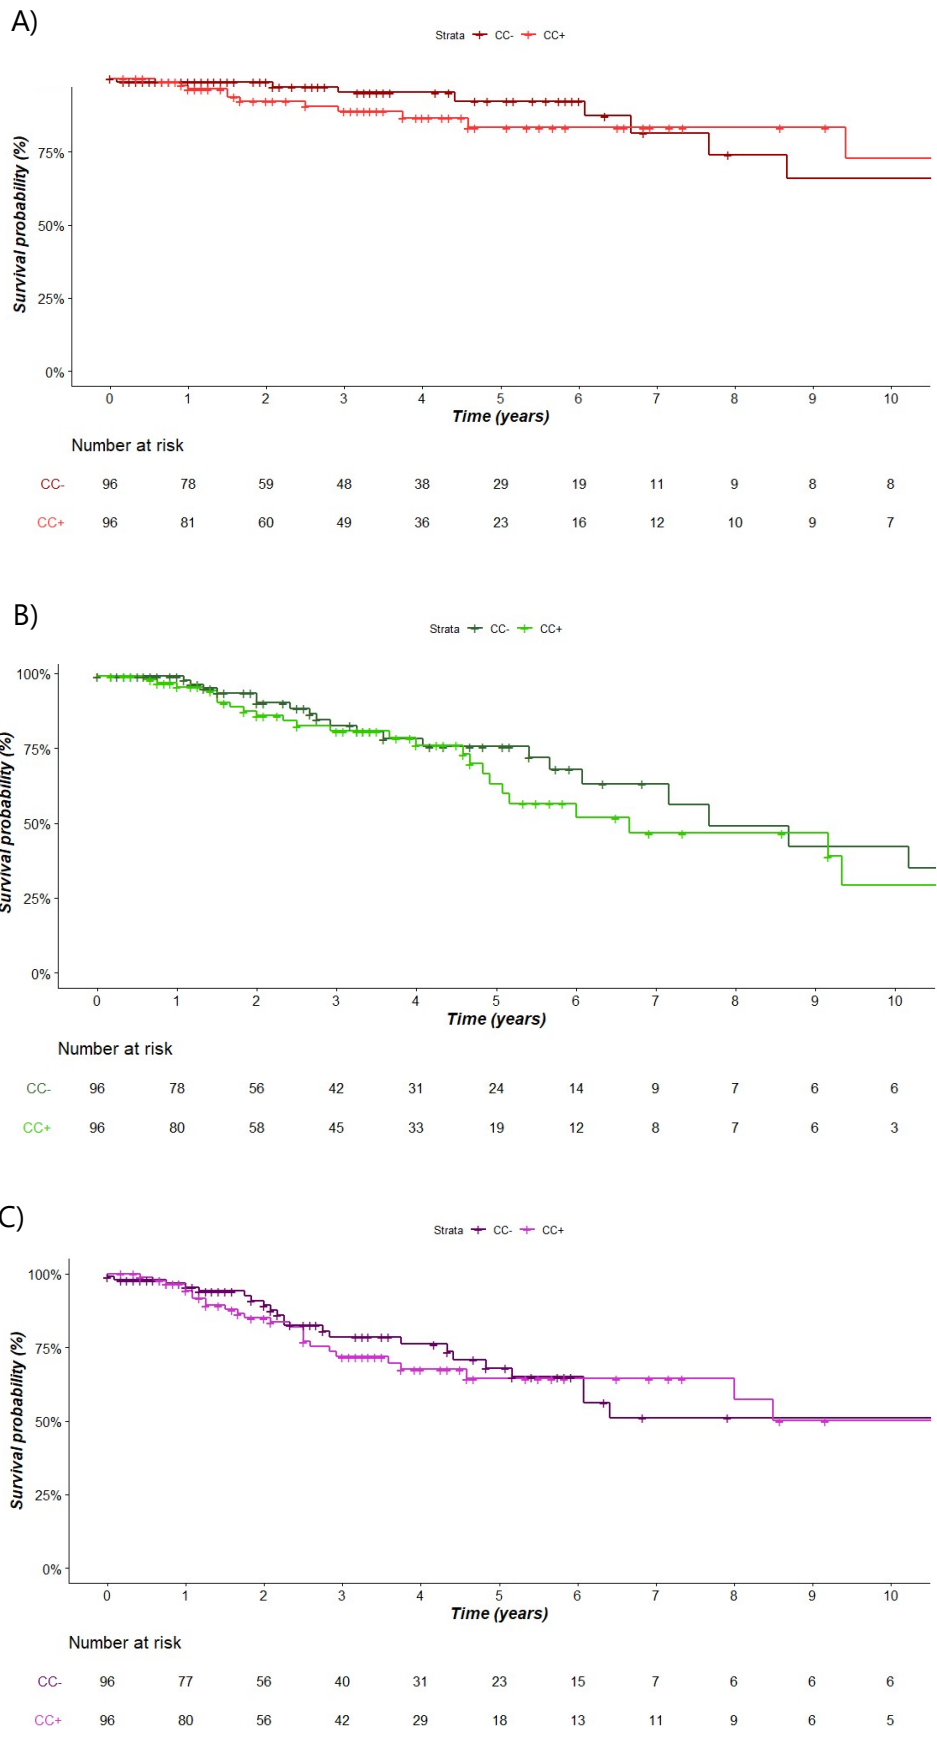 A)
Strata CC- CC+
Survival probability (%)
75%
50%
25%
0%
0 1 2 3 4 5 6 7 8 9 10
Time (years)
Number at risk
CC- 96 78 59 48 38 29 19 11 9 8 8
CC+ 96 81 60 49 36 23 16 12 10 9 7
B)
Strata CC- CC+
Survival probability (%)
100%
75%
50%
25%
0%
0 1 2 3 4 5 6 7 8 9 10
Time (years)
Number at risk
CC- 96 78 56 42 31 24 14 9 7 6 6
CC+ 96 80 58 45 33 19 12 8 7 6 3
C)
Strata CC- CC+
Survival probability (%)
100%
75%
50%
25%
0%
0 1 2 3 4 5 6 7 8 9 10
Time (years)
Number at risk
CC- 96 77 56 40 31 23 15 7 6 6 6
CC+ 96 80 56 42 29 18 13 11 9 6 5